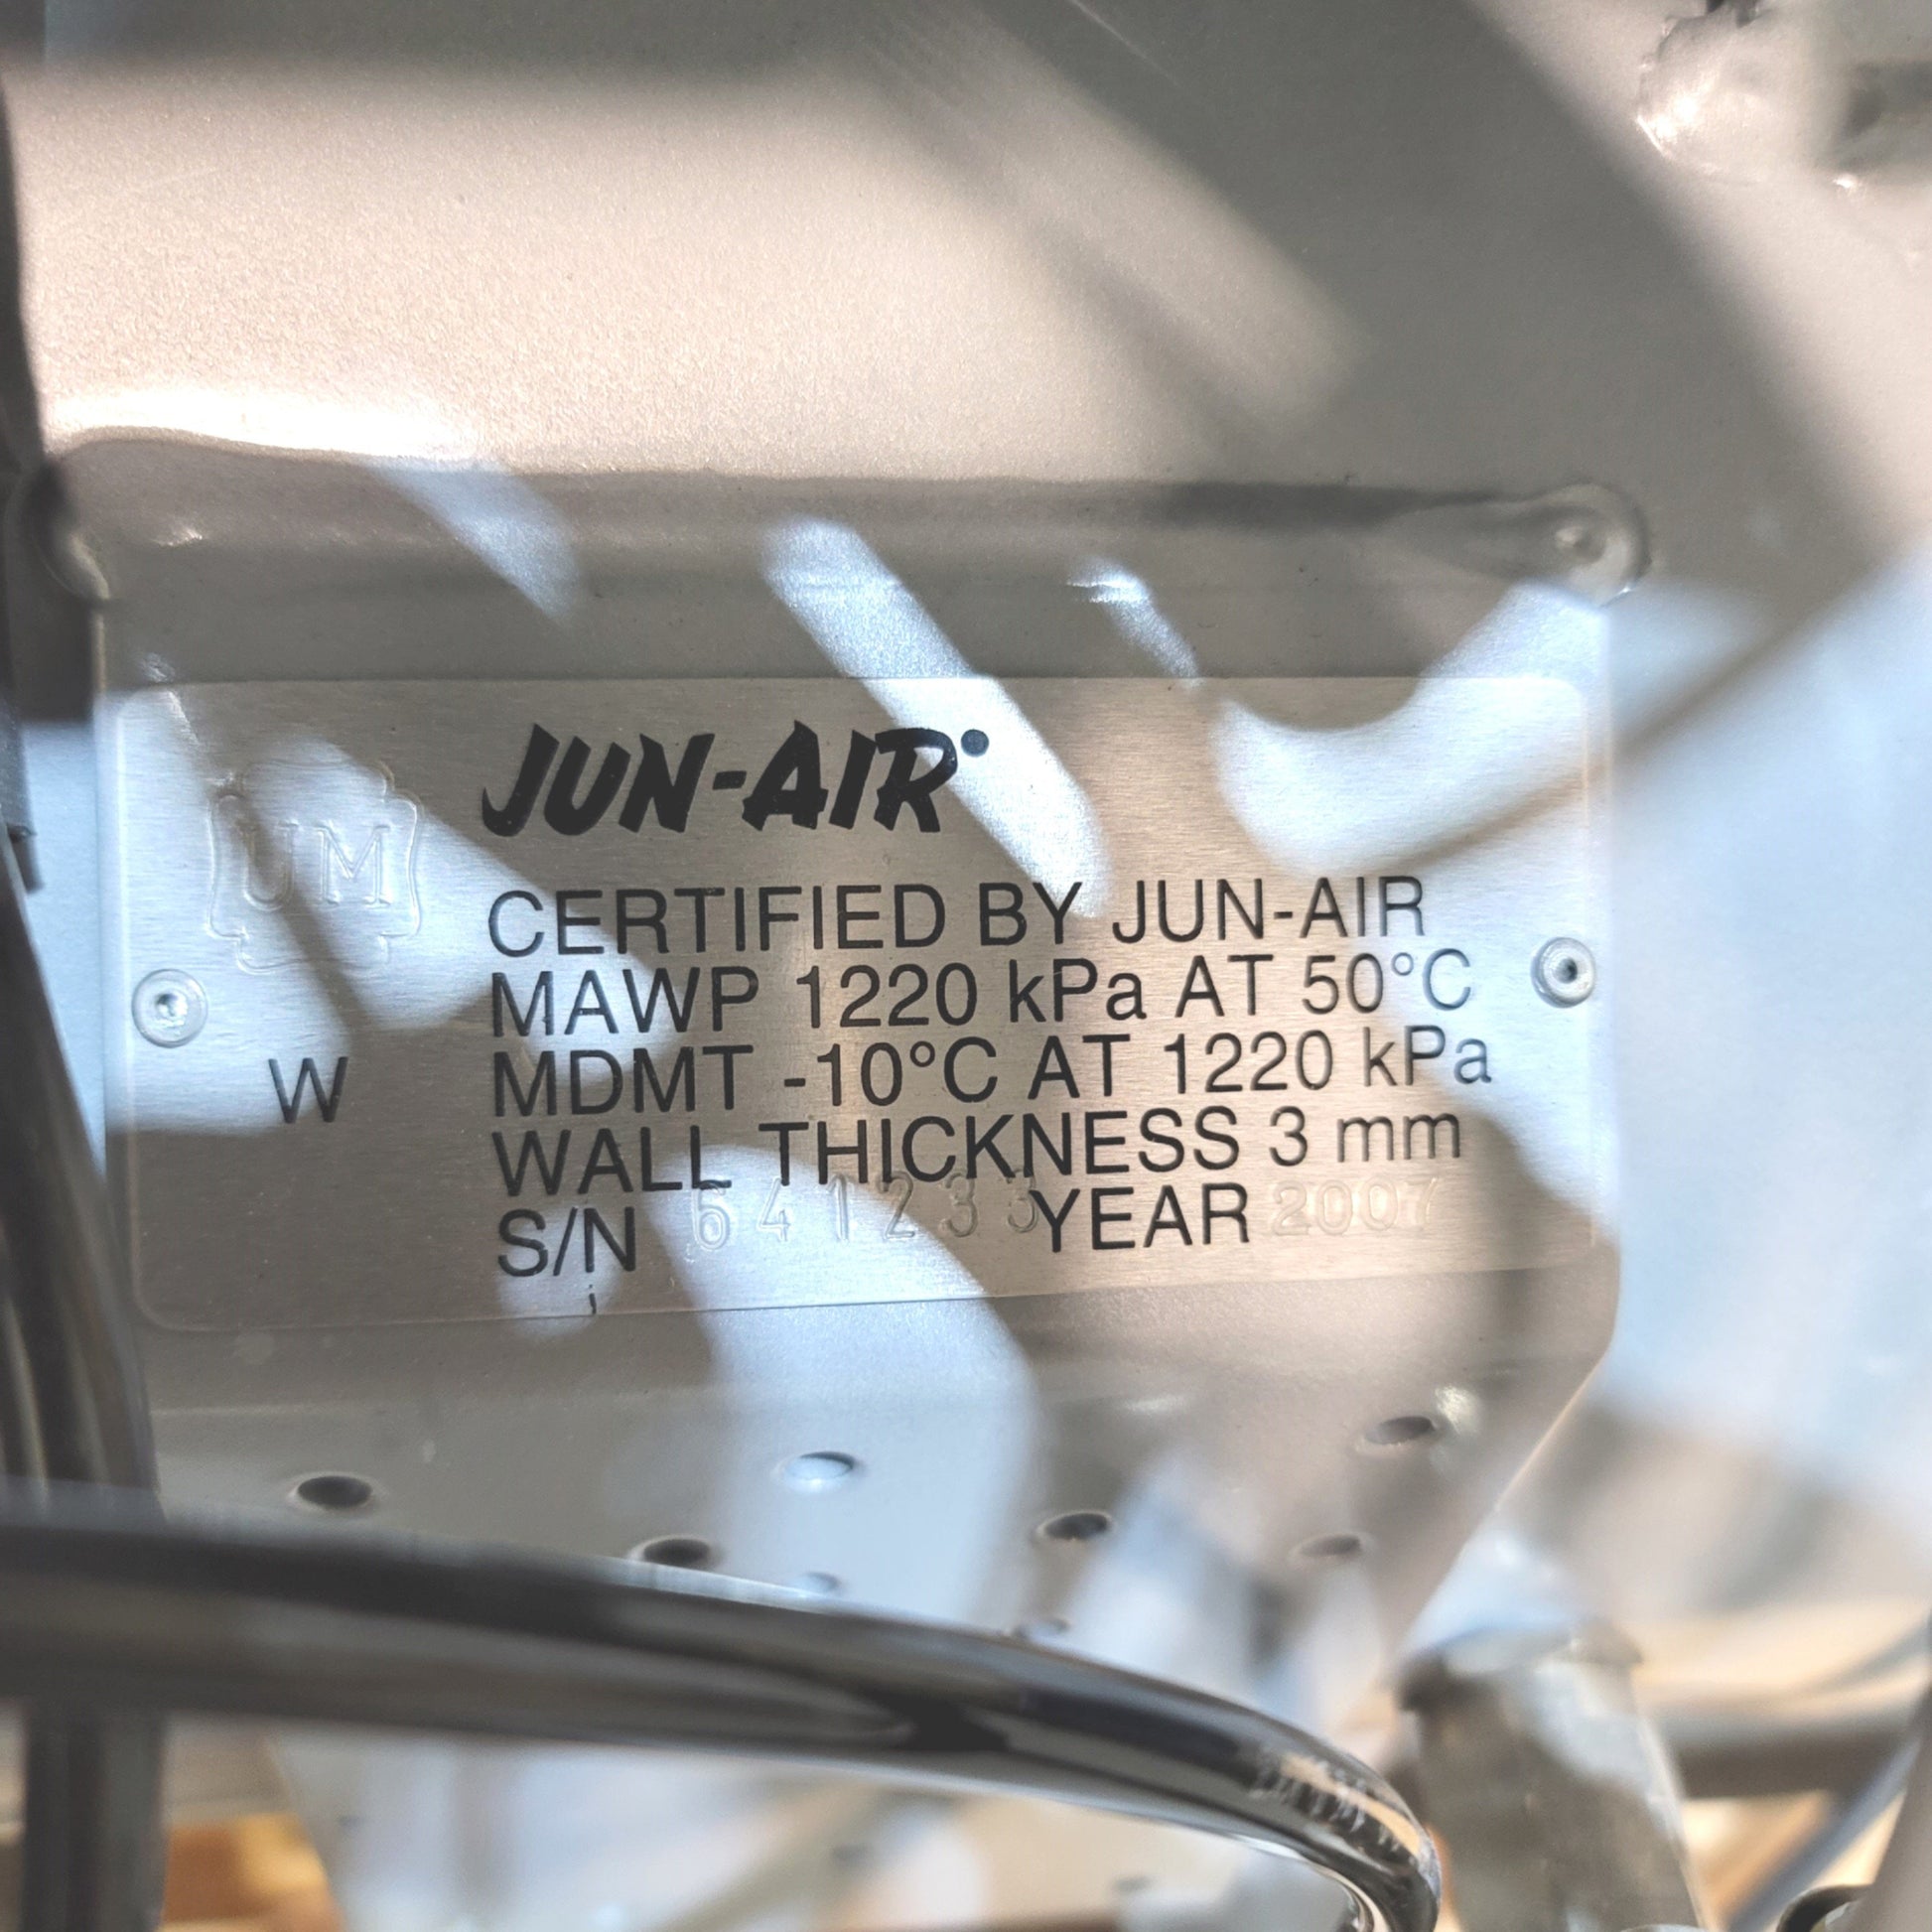 JUN-AIR
UM
CERTIFIED BY JUN-AIR
MAWP 1220 kPa AT 50°C
W MDMT -10°C AT 1220 kPa
WALL THICKNESS 3 mm
S/N 641233 YEAR 2007